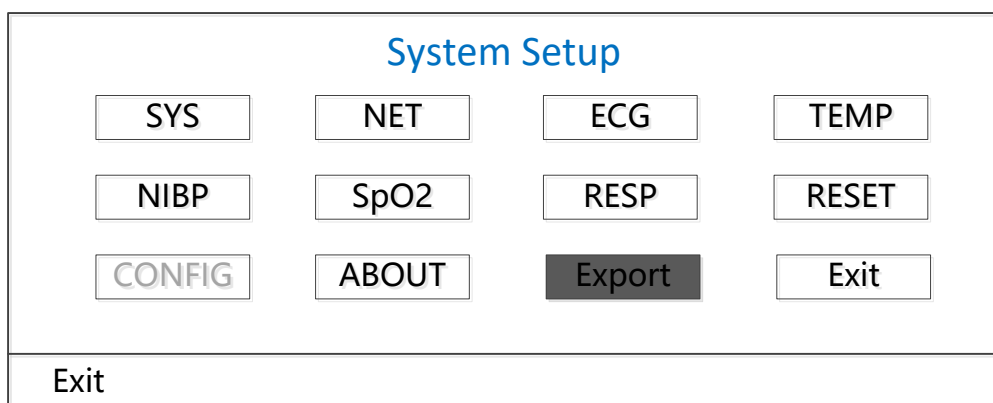 System Setup
SYS NET ECG TEMP
NIBP SpO2 RESP RESET
CONFIG ABOUT Export Exit
Exit